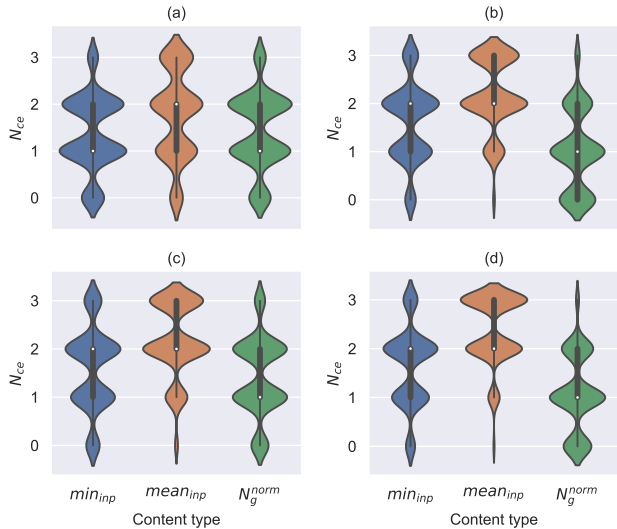 (a)
(b)
3
2
1
0
N_ce
3
2
1
0
N_ce
(c)
(d)
3
2
1
0
N_ce
3
2
1
0
N_ce
min_inp mean_inp N_g^norm
min_inp mean_inp N_g^norm
Content type
Content type